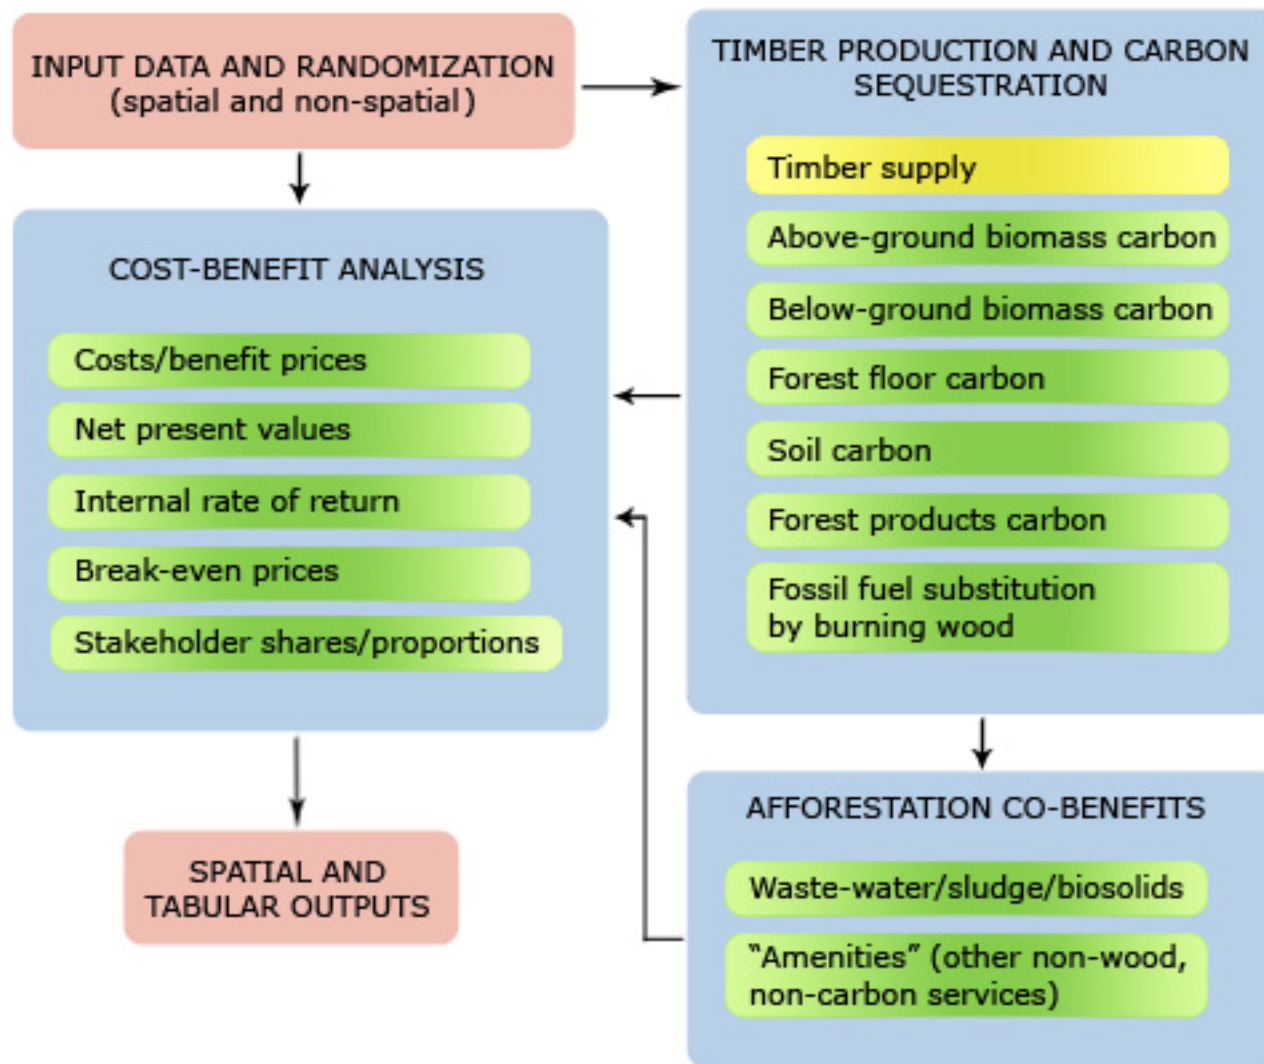 INPUT DATA AND RANDOMIZATION
(spatial and non-spatial)
TIMBER PRODUCTION AND CARBON
SEQUESTRATION
Timber supply
Above-ground biomass carbon
Below-ground biomass carbon
Forest floor carbon
Soil carbon
Forest products carbon
Fossil fuel substitution
by burning wood
COST-BENEFIT ANALYSIS
Costs/benefit prices
Net present values
Internal rate of return
Break-even prices
Stakeholder shares/proportions
AFFORESTATION CO-BENEFITS
Waste-water/sludge/biosolids
“Amenities” (other non-wood,
non-carbon services)
SPATIAL AND
TABULAR OUTPUTS